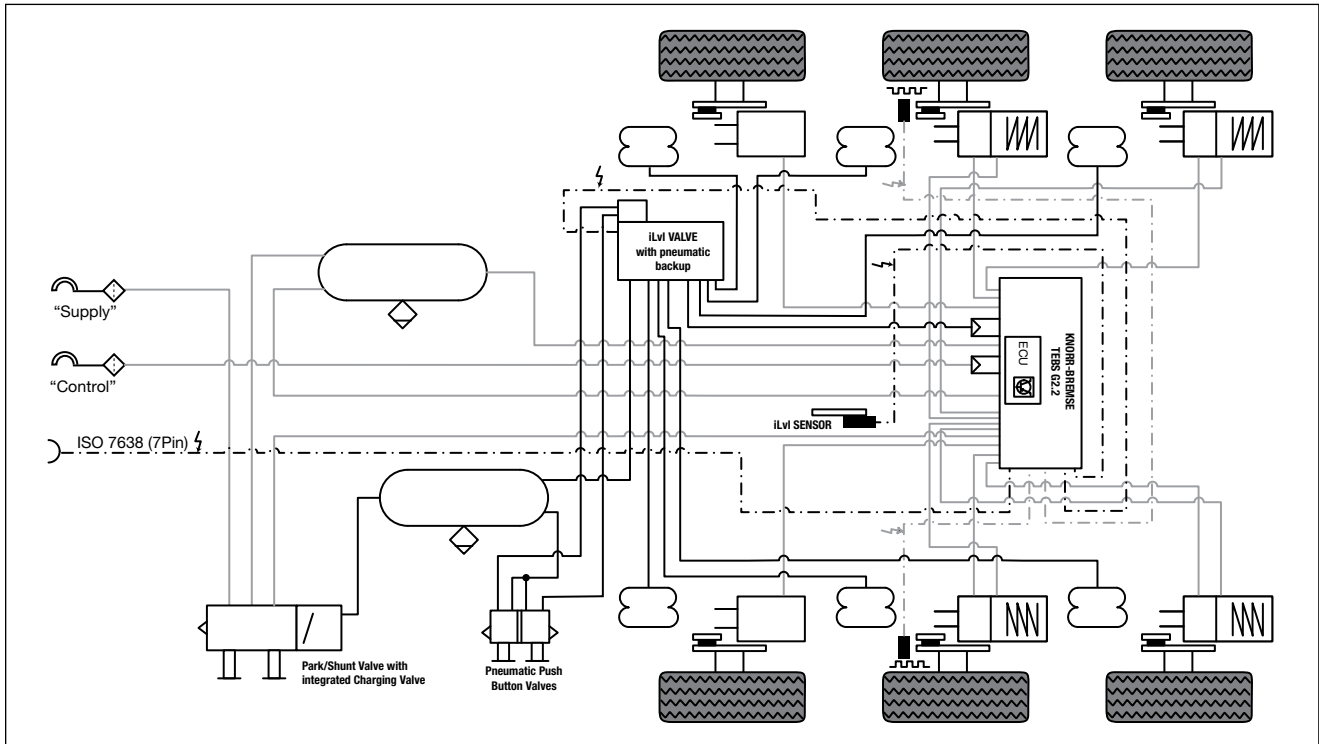 iLvl VALVE
with pneumatic
backup
“Supply”
“Control”
ISO 7638 (7Pin)
iLvl SENSOR
KNORR-BREMSE
TEBS G2.2
ECU
Park/Shunt Valve with
integrated Charging Valve
Pneumatic Push
Button Valves